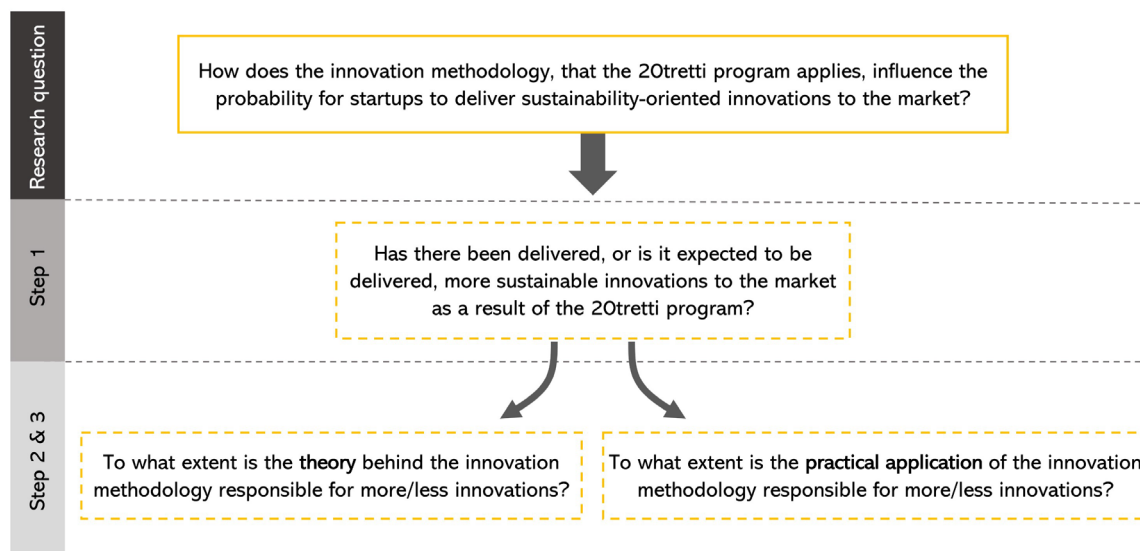 Research question
How does the innovation methodology, that the 20tretti program applies, influence the
probability for startups to deliver sustainability-oriented innovations to the market?
Step 1
Has there been delivered, or is it expected to be
delivered, more sustainable innovations to the market
as a result of the 20tretti program?
Step 2 & 3
To what extent is the theory behind the innovation
methodology responsible for more/less innovations?
To what extent is the practical application of the innovation
methodology responsible for more/less innovations?